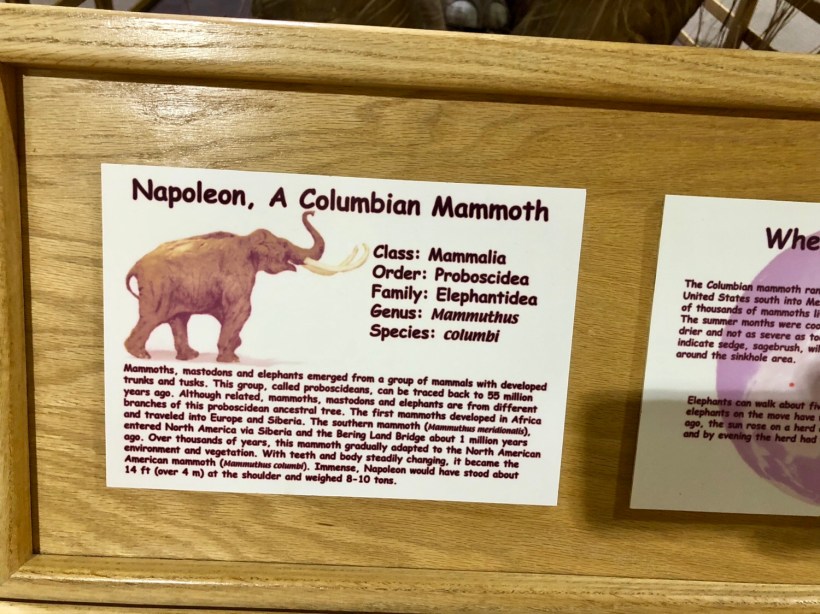 Napoleon, A Columbian Mammoth
Class: Mammalia
Order: Proboscidea
Family: Elephantidea
Genus: Mammuthus
Species: columbi
Mammoths, mastodons and elephants emerged from a group of mammals with developed
trunks and tusks. This group, called proboscideans, can be traced back to 55 million
years ago. Although related, mammoths, mastodons and elephants are from different
branches of this proboscidean ancestral tree. The first mammoths developed in Africa
and traveled into Europe and Siberia. The southern mammoth (Mammuthus meridionalis),
entered North America via Siberia and the Bering Land Bridge about 1 million years
ago. Over thousands of years, this mammoth gradually adapted to the North American
environment and vegetation. With teeth and body steadily changing, it became the
American mammoth (Mammuthus columbi). Immense, Napoleon would have stood about
14 ft (over 4 m) at the shoulder and weighed 8-10 tons.
Whe
The Columbian mammoth ran
United States south into Me
of thousands of mammoths li
The summer months were coo
drier and not as severe as to
indicate sedge, sagebrush, wil
around the sinkhole area.
Elephants can walk about fi
elephants on the move have
ago, the sun rose on a herd
and by evening the herd had